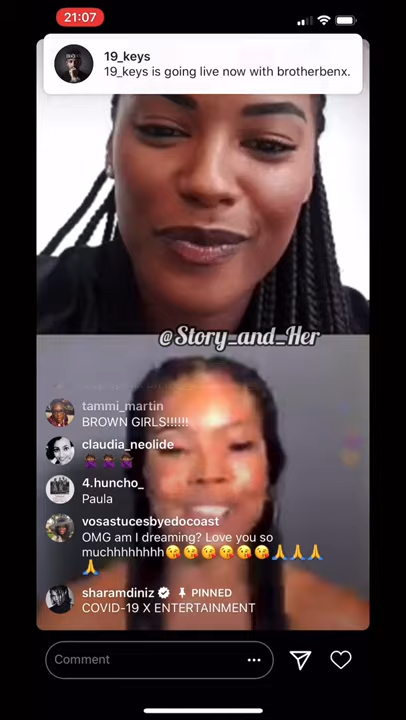 21:07
19_keys
19_keys is going live now with brotherbenx.
@Story_and_Her
tammi_martin
BROWN GIRLS!!!!!!
claudia_neolide
🙅🏾‍♀️🙅🏾‍♀️🙅🏾‍♀️
4.huncho_
Paula
vosastucesbyedocoast
OMG am I dreaming? Love you so
muchhhhhhhh😘😘😘😘😘😘🙏🙏🙏
🙏
sharamdiniz PINNED
COVID-19 X ENTERTAINMENT
Comment